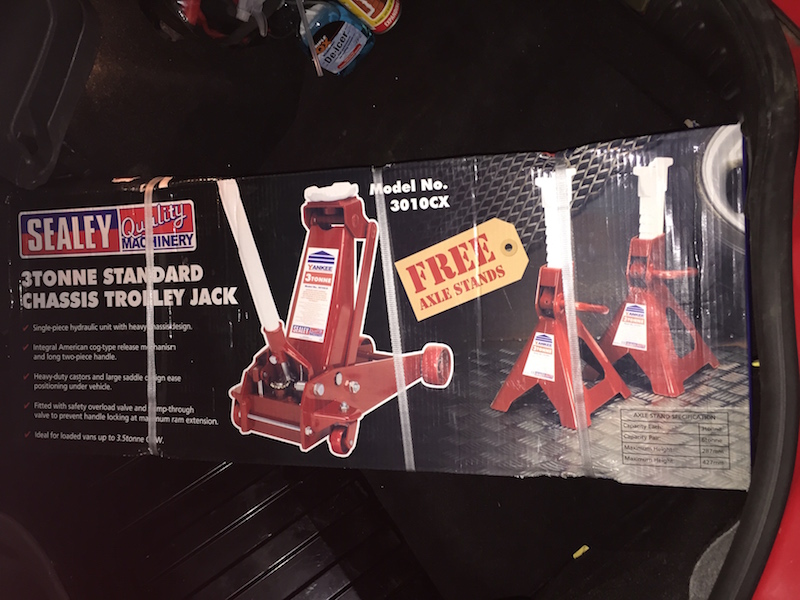 De-icer
SEALEY
Quality
MACHINERY
3TONNE STANDARD
CHASSIS TROLLEY JACK
Single-piece hydraulic unit with heavy chassis design.
Integral American cog-type release mechanism
and long two-piece handle.
Heavy-duty castors and large saddle design ease
positioning under vehicle.
Fitted with safety overload valve and pump-through
valve to prevent handle locking at maximum ram extension.
Ideal for loaded vans up to 3.5tonne GVW.
YANKEE
3TONNE
SEALEY
Model No.
3010CX
FREE
AXLE STANDS
AXLE STAND SPECIFICATION
Capacity Each:
Capacity Pair:
Maximum Height:
Maximum Height: 427mm